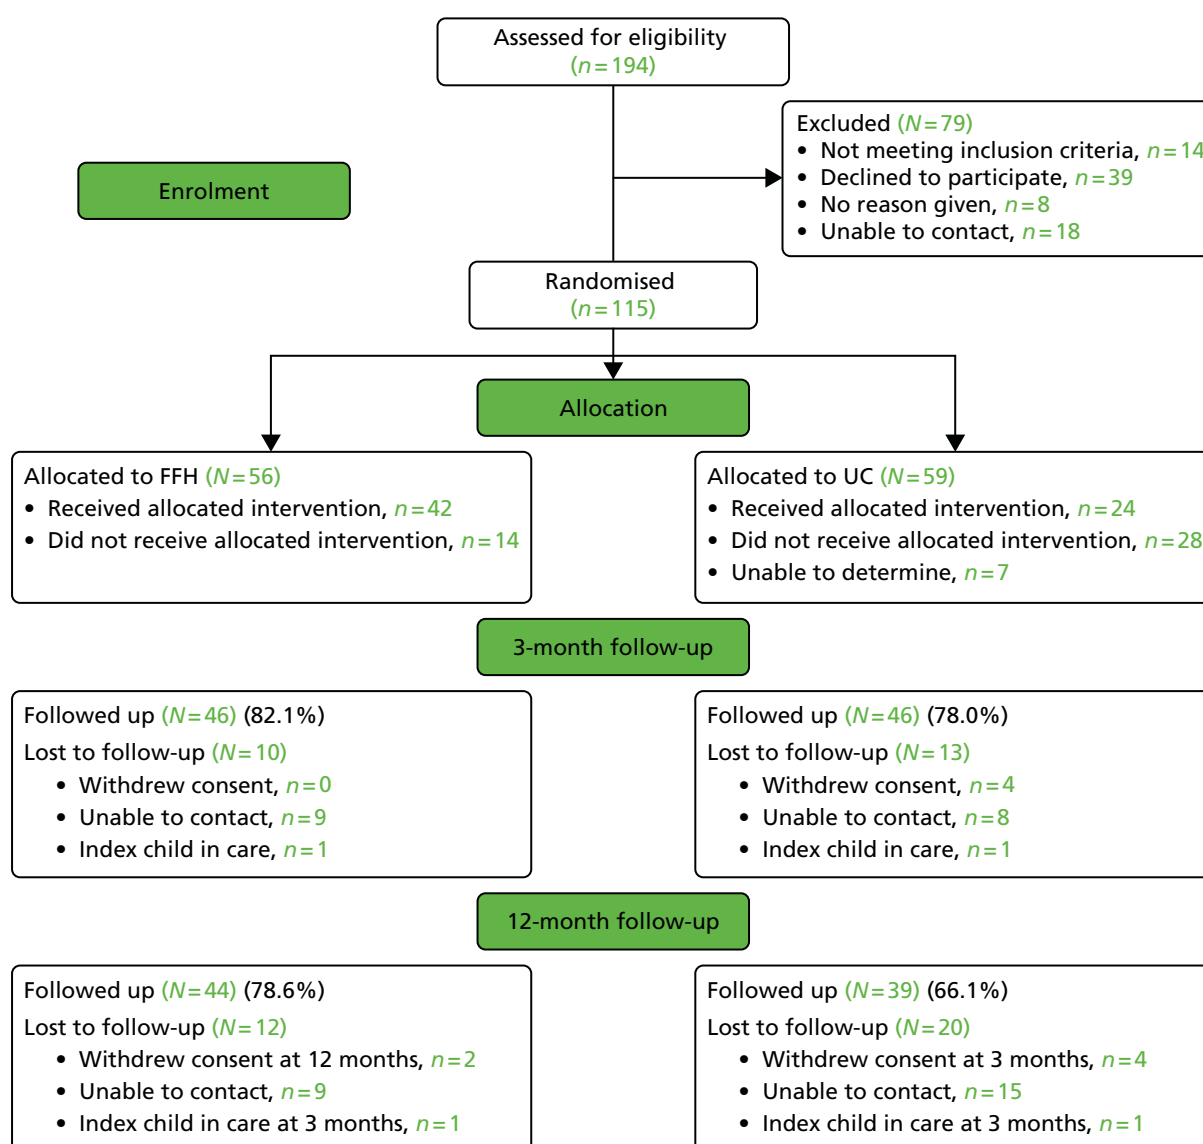 Assessed for eligibility
(n=194)
Excluded (N=79)
• Not meeting inclusion criteria, n=14
• Declined to participate, n=39
• No reason given, n=8
• Unable to contact, n=18
Enrolment
Randomised
(n=115)
Allocation
Allocated to FFH (N=56)
• Received allocated intervention, n=42
• Did not receive allocated intervention, n=14
Allocated to UC (N=59)
• Received allocated intervention, n=24
• Did not receive allocated intervention, n=28
• Unable to determine, n=7
3-month follow-up
Followed up (N=46) (82.1%)
Lost to follow-up (N=10)
• Withdrew consent, n=0
• Unable to contact, n=9
• Index child in care, n=1
Followed up (N=46) (78.0%)
Lost to follow-up (N=13)
• Withdrew consent, n=4
• Unable to contact, n=8
• Index child in care, n=1
12-month follow-up
Followed up (N=44) (78.6%)
Lost to follow-up (N=12)
• Withdrew consent at 12 months, n=2
• Unable to contact, n=9
• Index child in care at 3 months, n=1
Followed up (N=39) (66.1%)
Lost to follow-up (N=20)
• Withdrew consent at 3 months, n=4
• Unable to contact, n=15
• Index child in care at 3 months, n=1